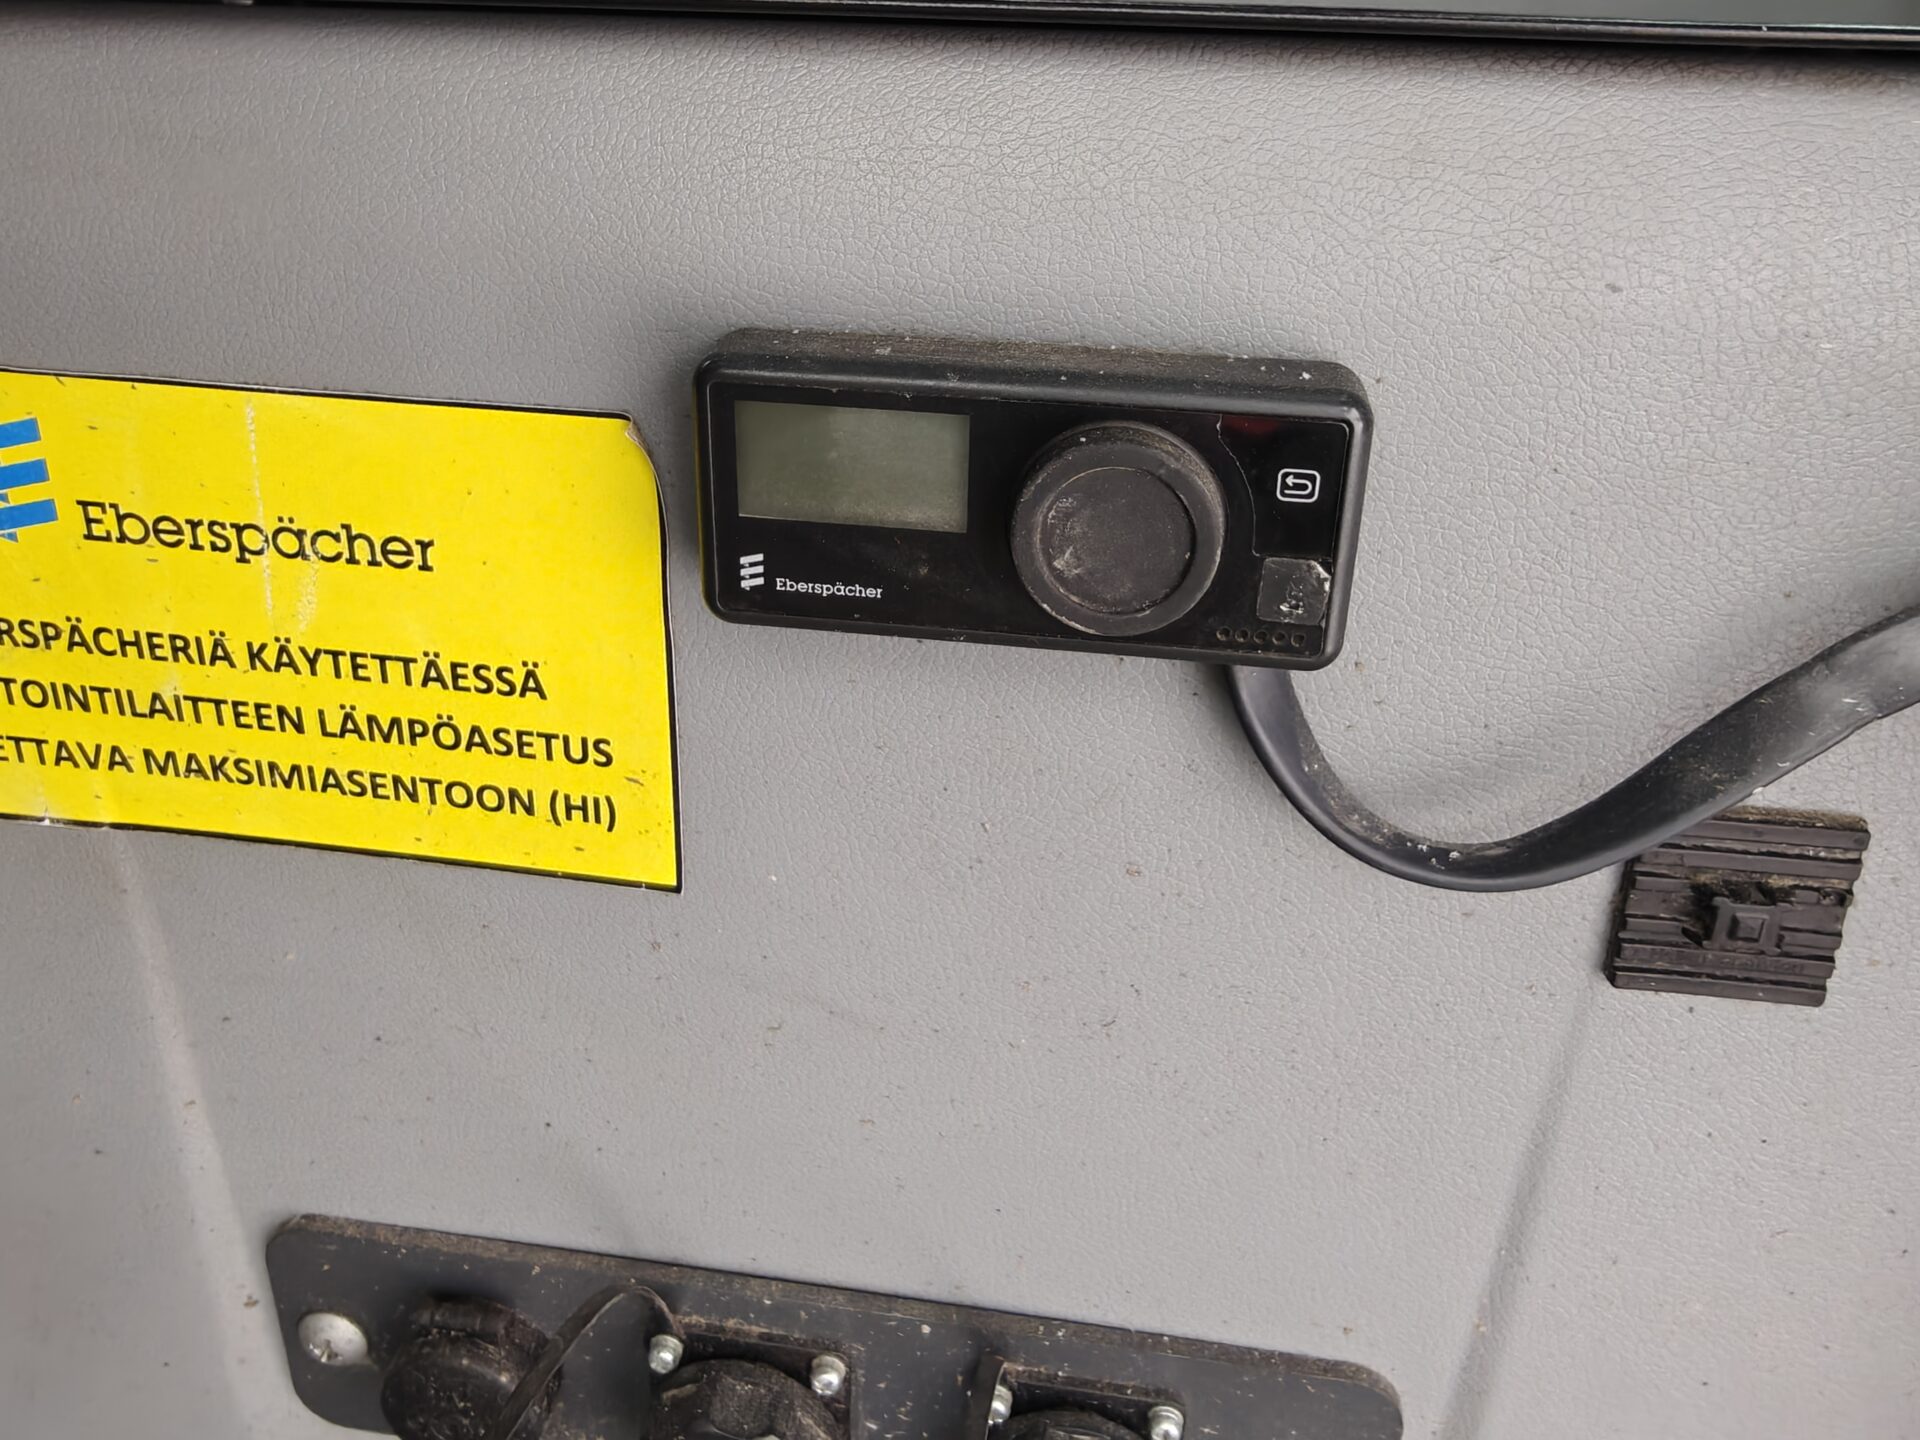 Eberspächer
RSPÄCHERIÄ KÄYTETTÄESSÄ
TOINTILAITTEEN LÄMPÖASETUS
ETTAVA MAKSIMIASENTOON (HI)
Eberspächer